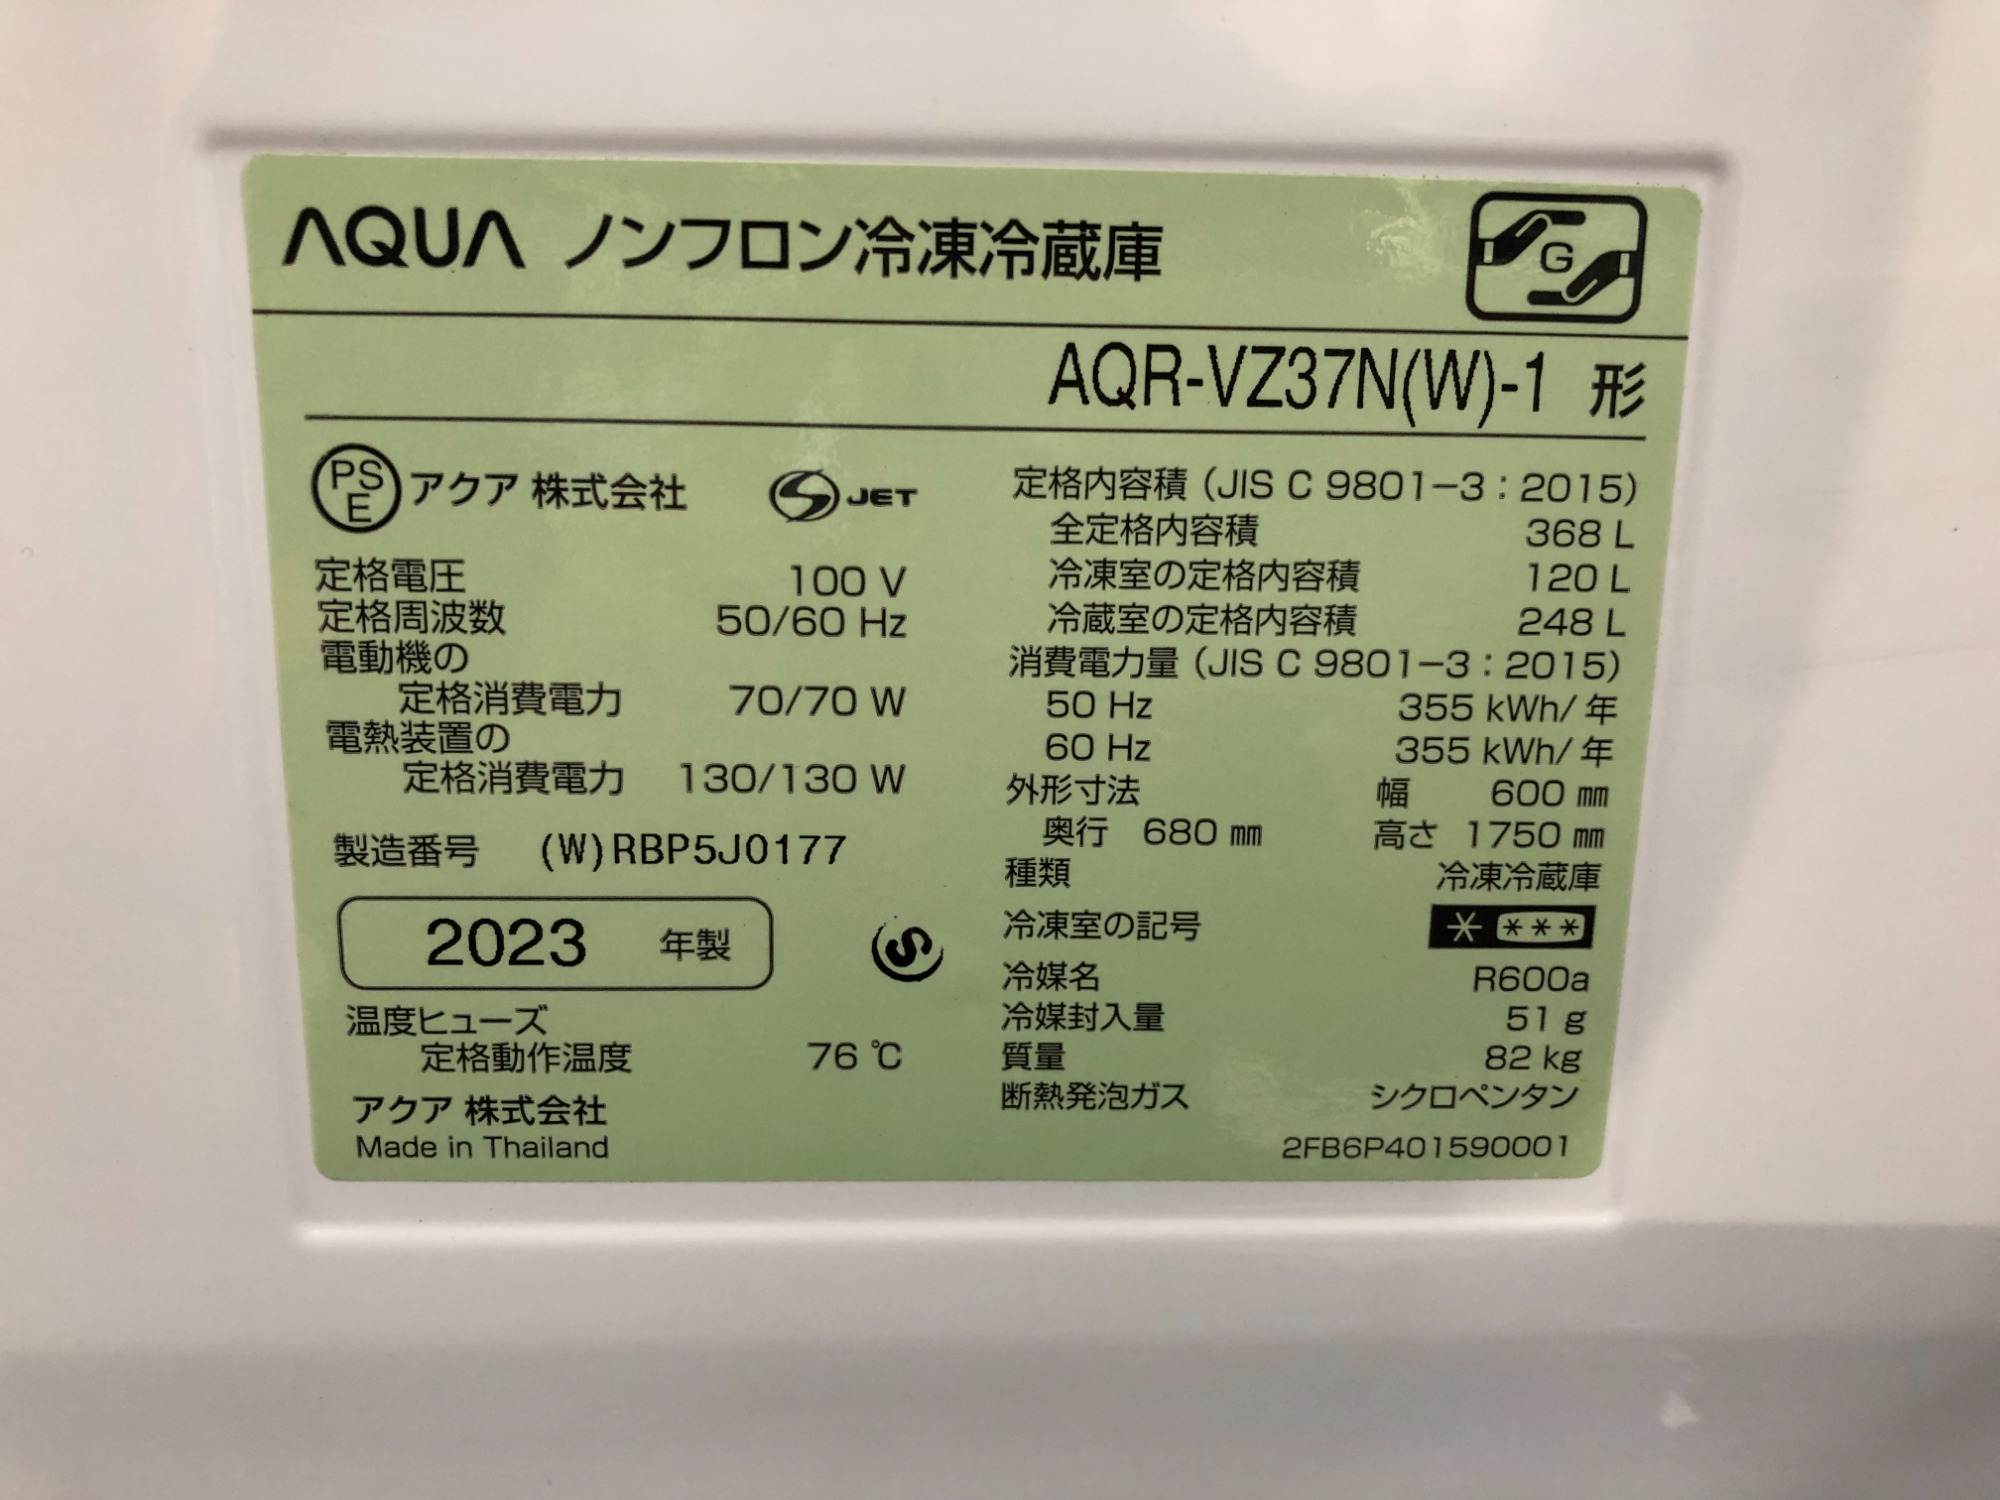 AQUA ノンフロン冷凍冷蔵庫
G
AQR-VZ37N(W)-1 形
PSE アクア 株式会社 S JET
定格電圧 100 V
定格周波数 50/60 Hz
電動機の
定格消費電力 70/70 W
電熱装置の
定格消費電力 130/130 W
製造番号 (W)RBP5J0177
2023 年製
S
温度ヒューズ
定格動作温度 76 ℃
アクア 株式会社
Made in Thailand
定格内容積 (JIS C 9801−3：2015)
全定格内容積 368 L
冷凍室の定格内容積 120 L
冷蔵室の定格内容積 248 L
消費電力量 (JIS C 9801−3：2015)
50 Hz 355 kWh/年
60 Hz 355 kWh/年
外形寸法 幅 600 ㎜
奥行 680 ㎜ 高さ 1750 ㎜
種類 冷凍冷蔵庫
冷凍室の記号 * ***
冷媒名 R600a
冷媒封入量 51 g
質量 82 kg
断熱発泡ガス シクロペンタン
2FB6P401590001